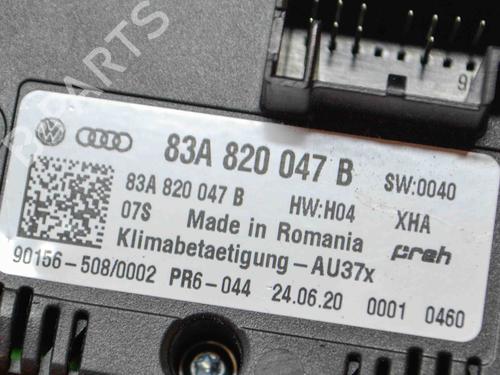 9
83A 820 047 B SW:0040
83A 820 047 B HW:H04 XHA
07S Made in Romania preh
Klimabetaetigung-AU37x
90156-508/0002 PR6-044 24.06.20 0001 0460